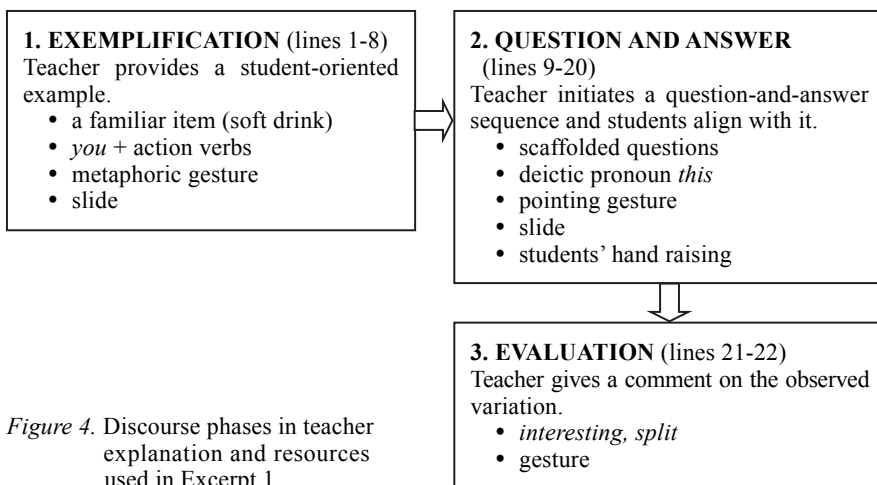 1. EXEMPLIFICATION (lines 1-8)
Teacher provides a student-oriented
example.
• a familiar item (soft drink)
• you + action verbs
• metaphoric gesture
• slide
2. QUESTION AND ANSWER
(lines 9-20)
Teacher initiates a question-and-answer
sequence and students align with it.
• scaffolded questions
• deictic pronoun this
• pointing gesture
• slide
• students’ hand raising
3. EVALUATION (lines 21-22)
Teacher gives a comment on the observed
variation.
• interesting, split
• gesture
Figure 4. Discourse phases in teacher
explanation and resources
used in Excerpt 1